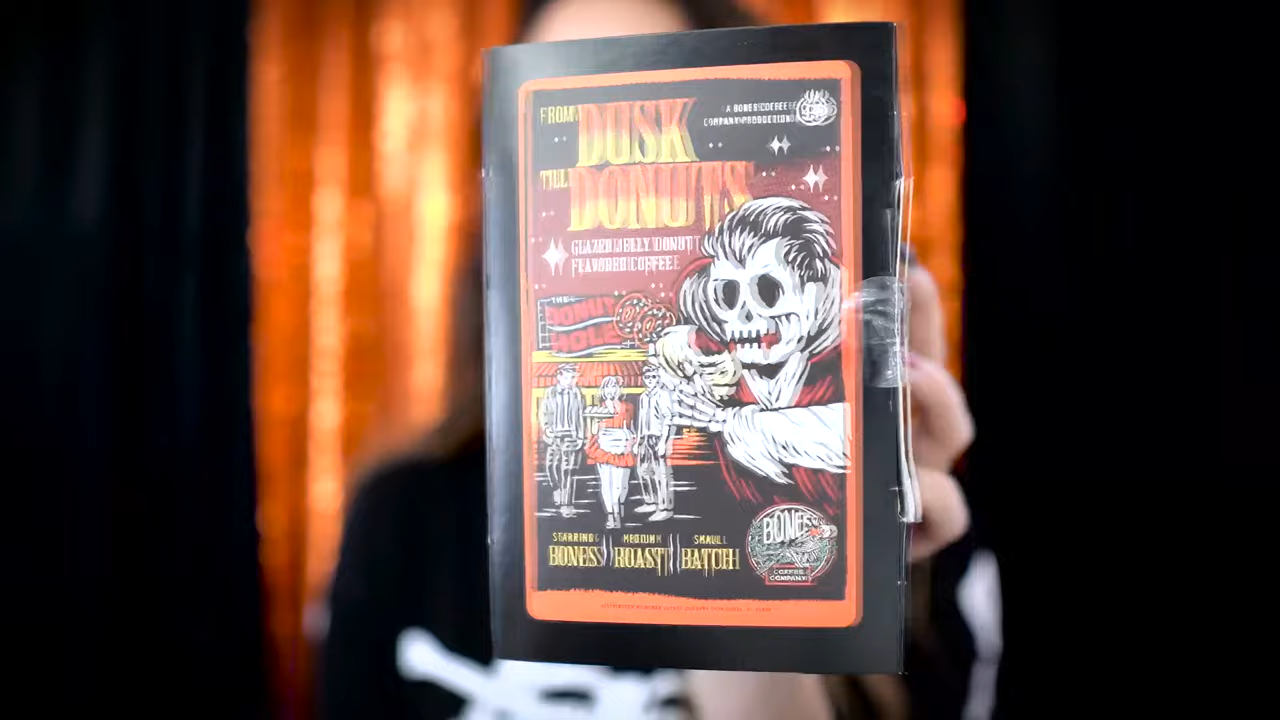 FROM
DUSK
TILL
DONUTS
A BONES COFFEE
COMPANY PRODUCTION
GLAZED JELLY DONUT
FLAVORED COFFEE
THE
DONUT
HOLE
STARRING MEDIUM SMALL
BONES ROAST BATCH
BONES
COFFEE
COMPANY